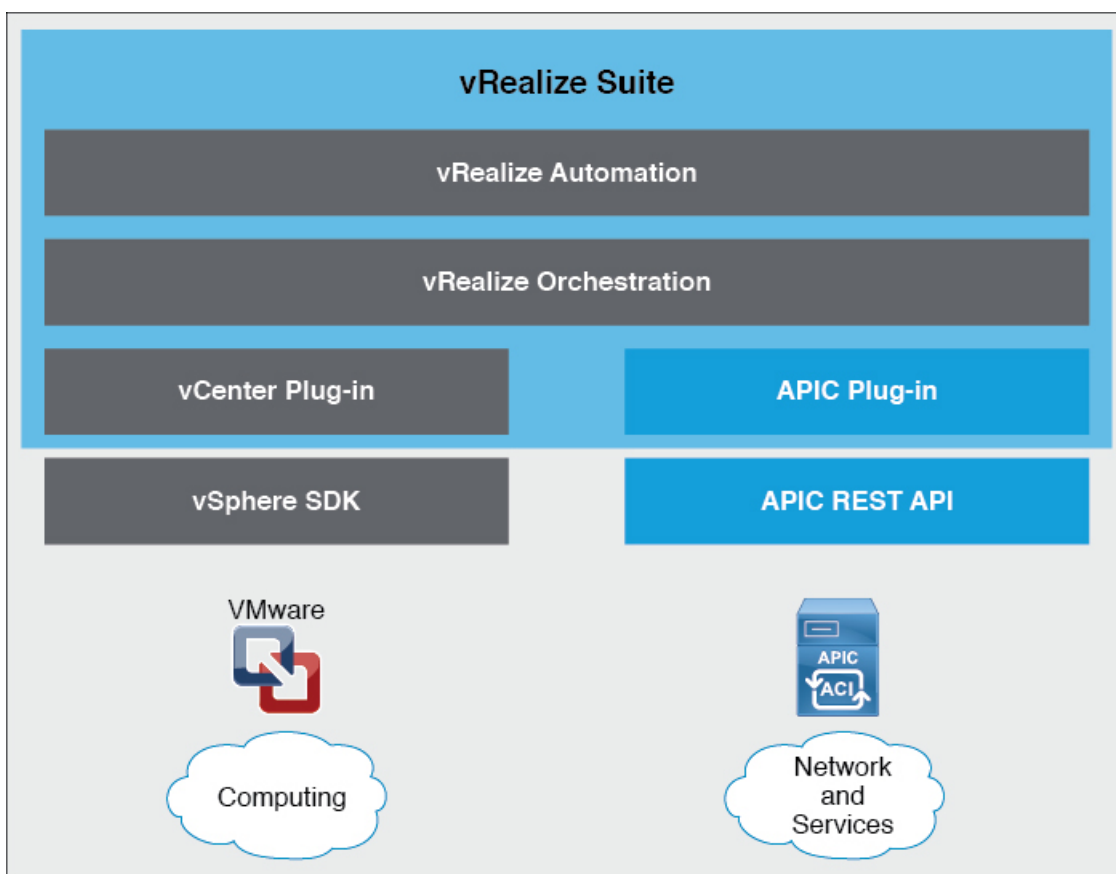 vRealize Suite
vRealize Automation
vRealize Orchestration
vCenter Plug-in
APIC Plug-in
vSphere SDK
APIC REST API
VMware
APIC
ACI
Computing
Network
and
Services